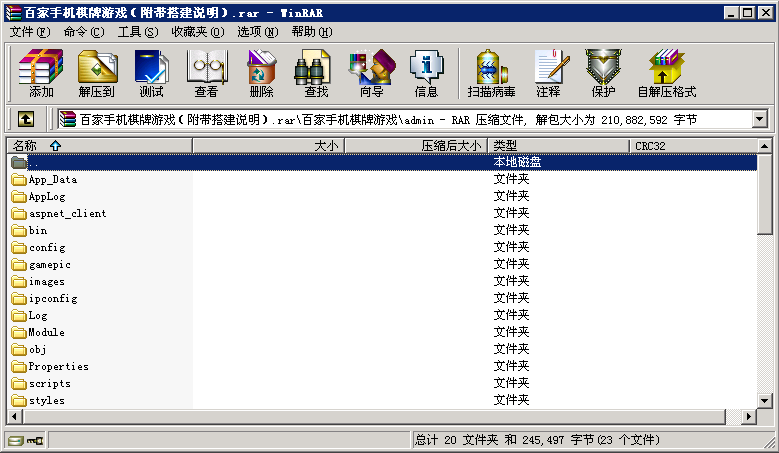 百家手机棋牌游戏(附带搭建说明).rar - WinRAR
文件(F) 命令(C) 工具(S) 收藏夹(O) 选项(N) 帮助(H)
添加 解压到 测试 查看 删除 查找 向导 信息 扫描病毒 注释 保护 自解压格式
百家手机棋牌游戏(附带搭建说明).rar\百家手机棋牌游戏\admin - RAR 压缩文件, 解包大小为 210,882,592 字节
名称 大小 压缩后大小 类型 CRC32
.. 本地磁盘
App_Data 文件夹
AppLog 文件夹
aspnet_client 文件夹
bin 文件夹
config 文件夹
gamepic 文件夹
images 文件夹
ipconfig 文件夹
Log 文件夹
Module 文件夹
obj 文件夹
Properties 文件夹
scripts 文件夹
styles 文件夹
总计 20 文件夹 和 245,497 字节(23 个文件)